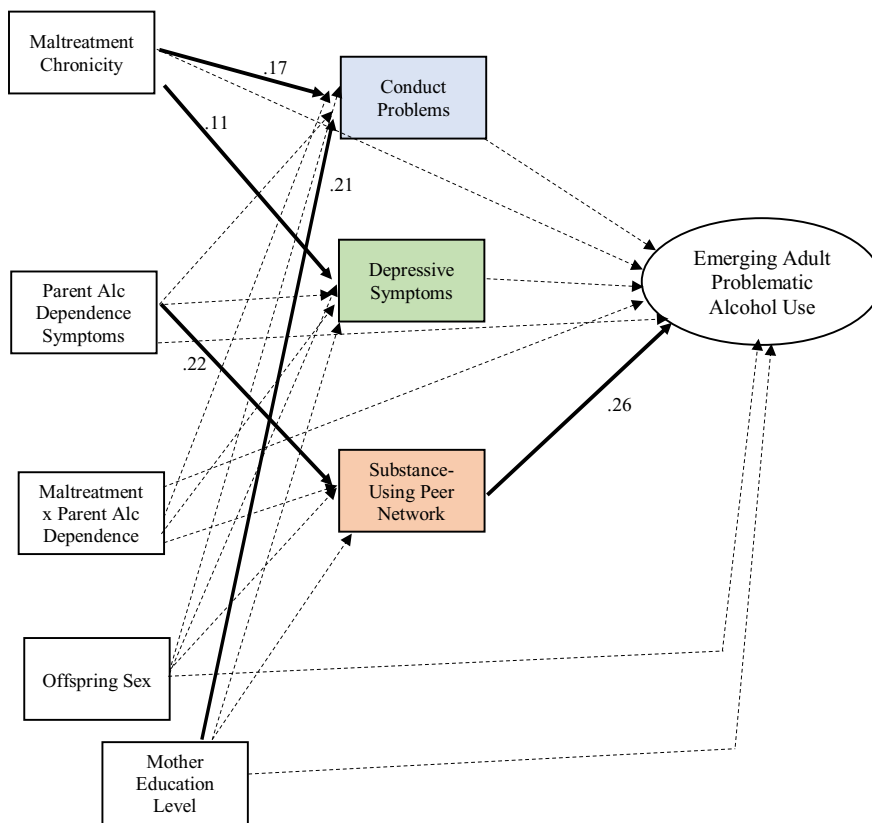 Maltreatment
Chronicity
.17
Conduct
Problems
.11
.21
Parent Alc
Dependence
Symptoms
Depressive
Symptoms
Emerging Adult
Problematic
Alcohol Use
.22
.26
Maltreatment
x Parent Alc
Dependence
Substance-
Using Peer
Network
Offspring Sex
Mother
Education
Level